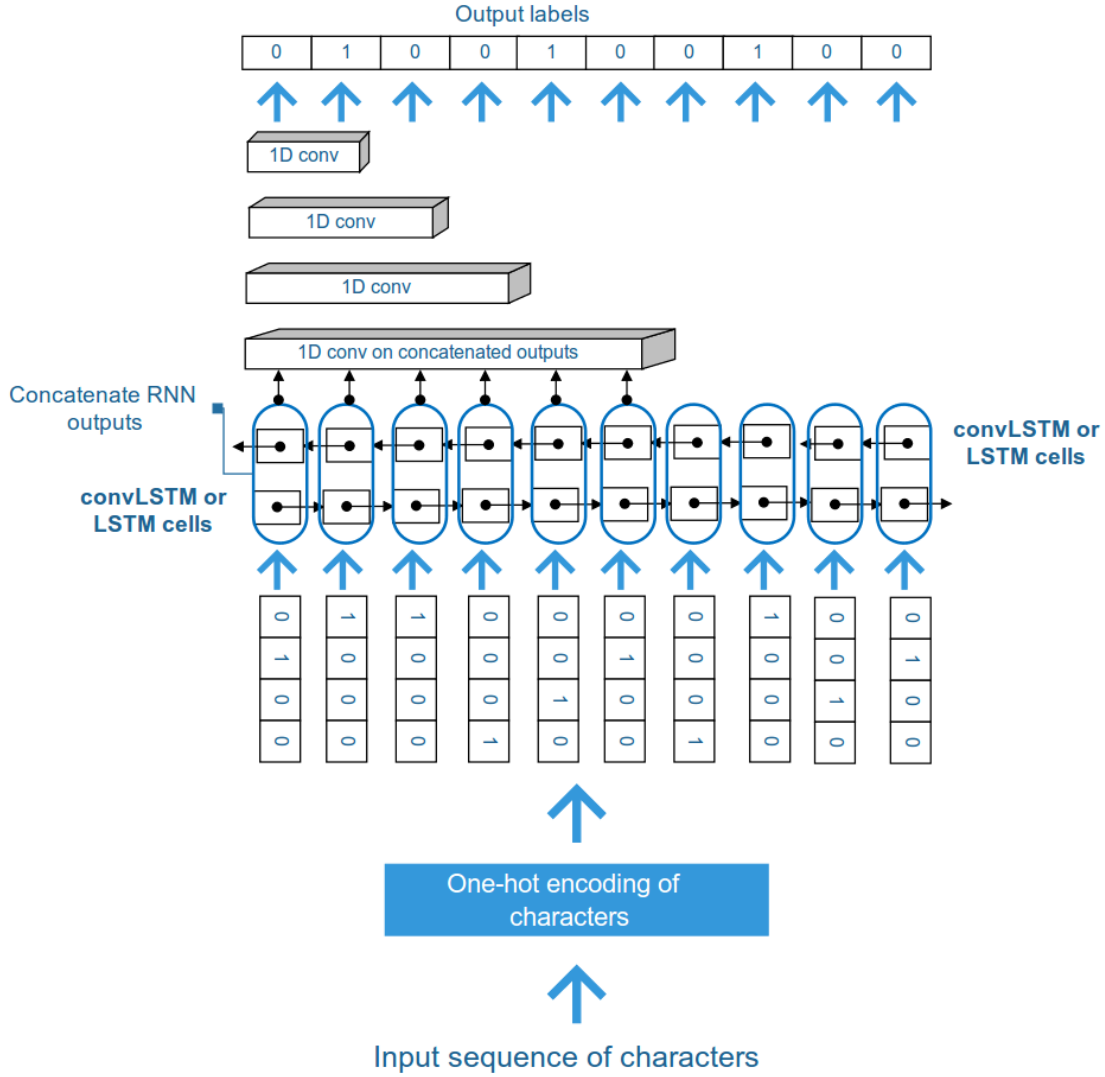 Output labels
0 1 0 0 1 0 0 1 0 0
1D conv
1D conv
1D conv
1D conv on concatenated outputs
Concatenate RNN
outputs
convLSTM or
LSTM cells
convLSTM or
LSTM cells
0 1 1 0 0 0 0 1 0 0
1 0 0 0 0 1 0 0 0 1
0 0 0 0 1 0 0 0 1 0
0 0 0 1 0 0 1 0 0 0
One-hot encoding of
characters
Input sequence of characters